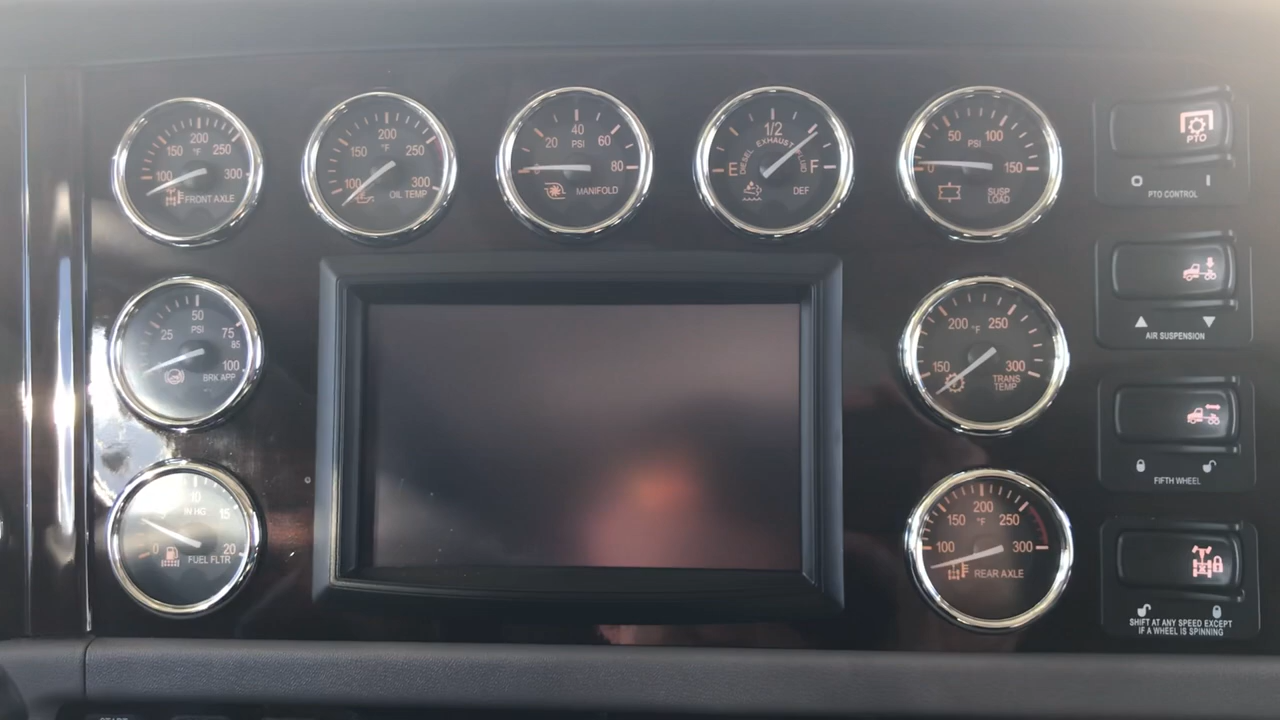 200
150 °F 250
100 300
FRONT AXLE
200
150 °F
100 300
OIL TEMP
40
20 PSI 60
0 80
MANIFOLD
1/2
DIESEL EXHAUST FLUID
E F
DEF
50 100
PSI
0 150
SUSP
LOAD
PTO
O I
PTO CONTROL
50
25 PSI 75
85
100
BRK APP
200 250
°F
150 300
TRANS
TEMP
AIR SUSPENSION
FIFTH WHEEL
10
IN HG 15
0 20
FUEL FLTR
200
150 °F 250
100 300
REAR AXLE
SHIFT AT ANY SPEED EXCEPT
IF A WHEEL IS SPINNING